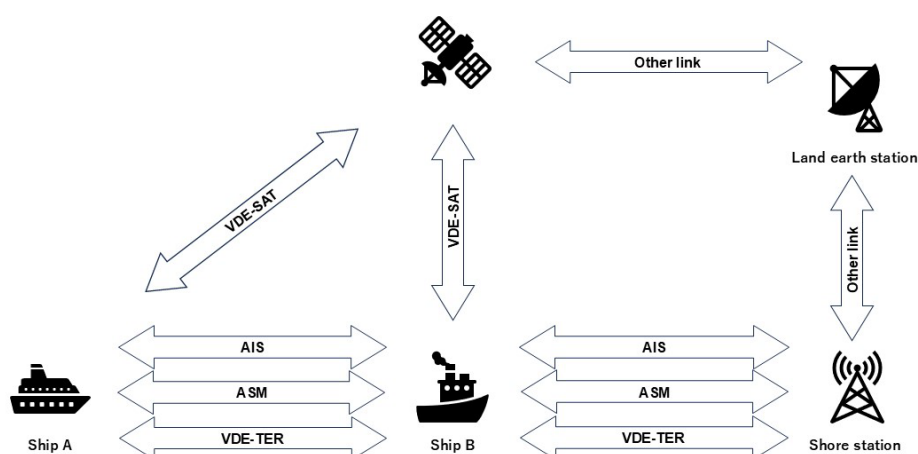 Other link
Land earth station
VDE-SAT
VDE-SAT
Other link
AIS
AIS
ASM
ASM
VDE-TER
VDE-TER
Ship A
Ship B
Shore station